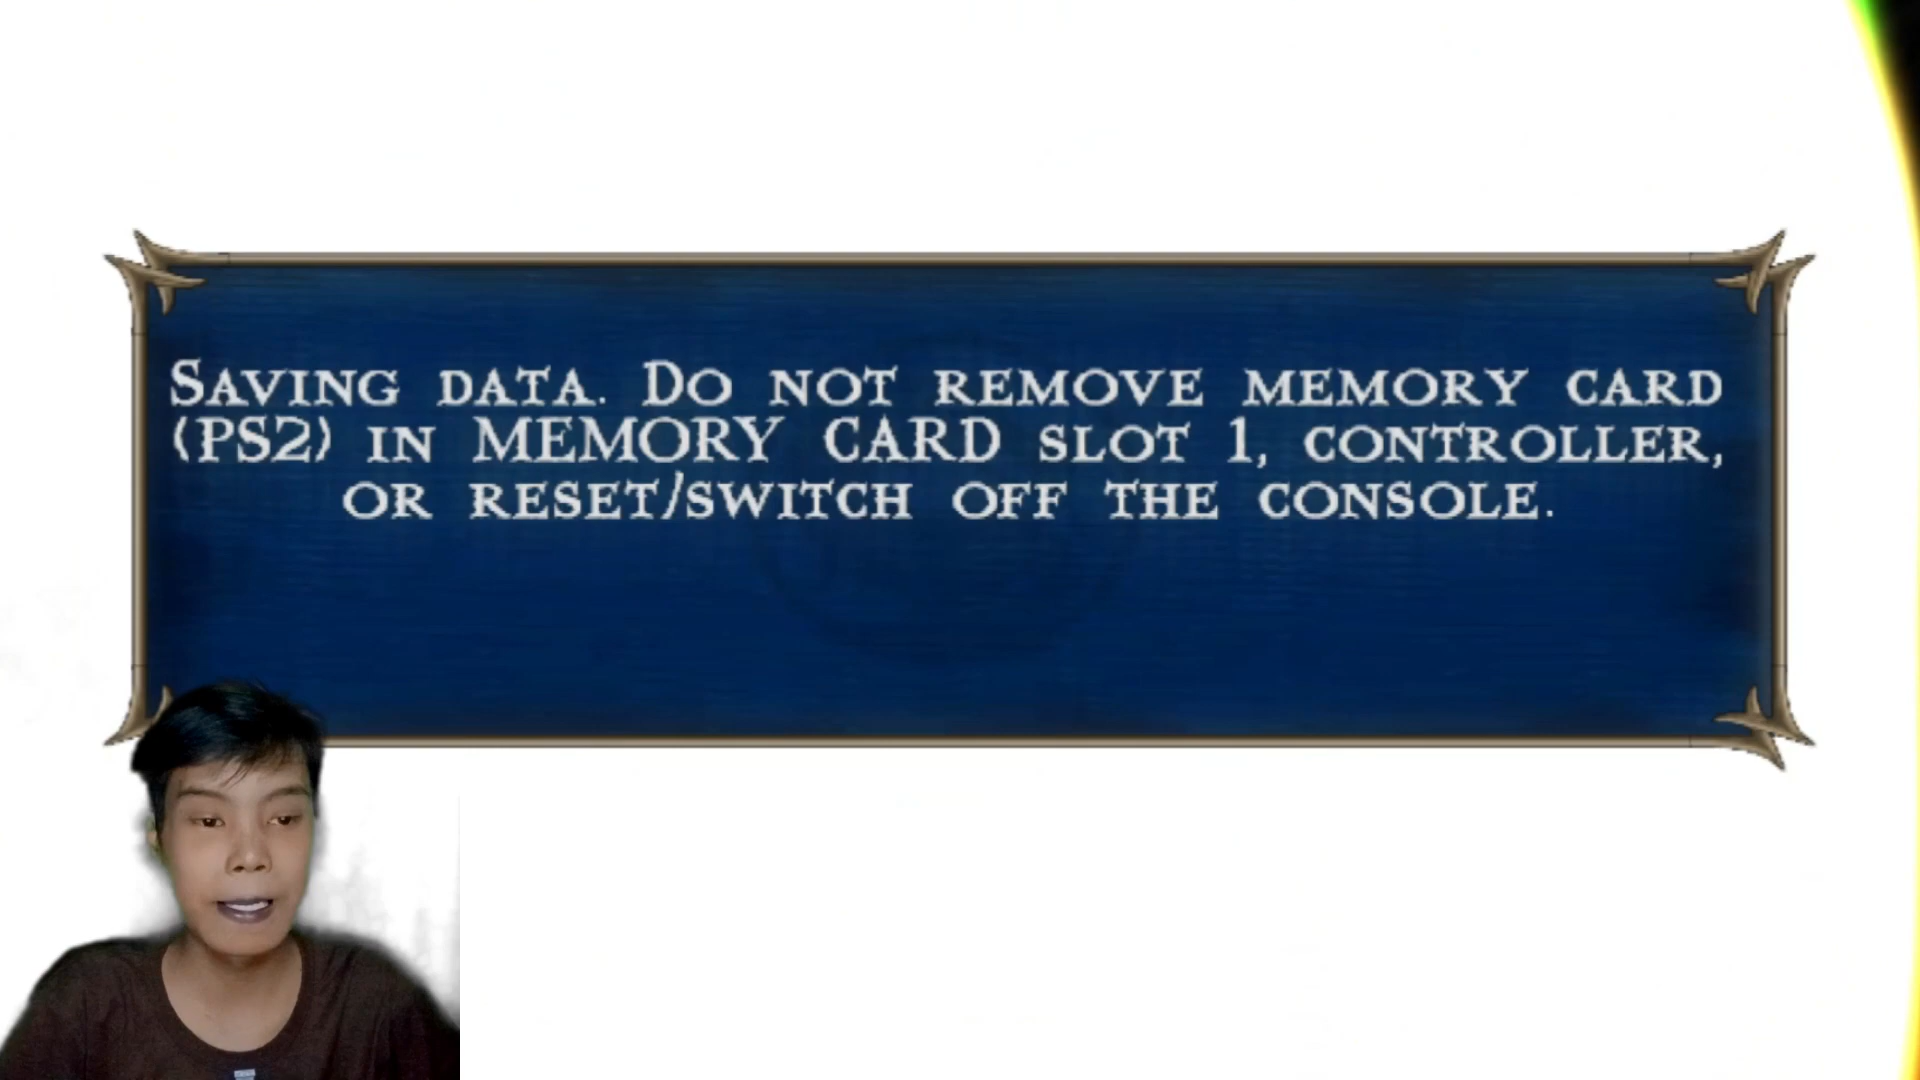 Saving data. Do not remove memory card
(PS2) in MEMORY CARD slot 1, controller,
or reset/switch off the console.